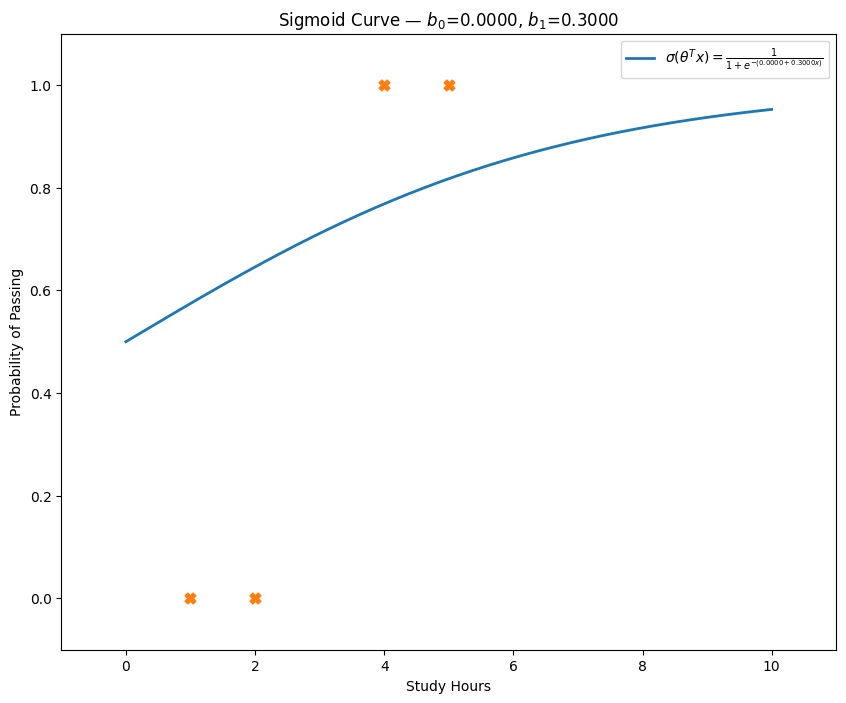 Sigmoid Curve — b₀=0.0000, b₁=0.3000
σ(θᵀx) = 1/(1 + e^−(0.0000+0.3000x))
1.0
0.8
0.6
0.4
0.2
0.0
Probability of Passing
0 2 4 6 8 10
Study Hours